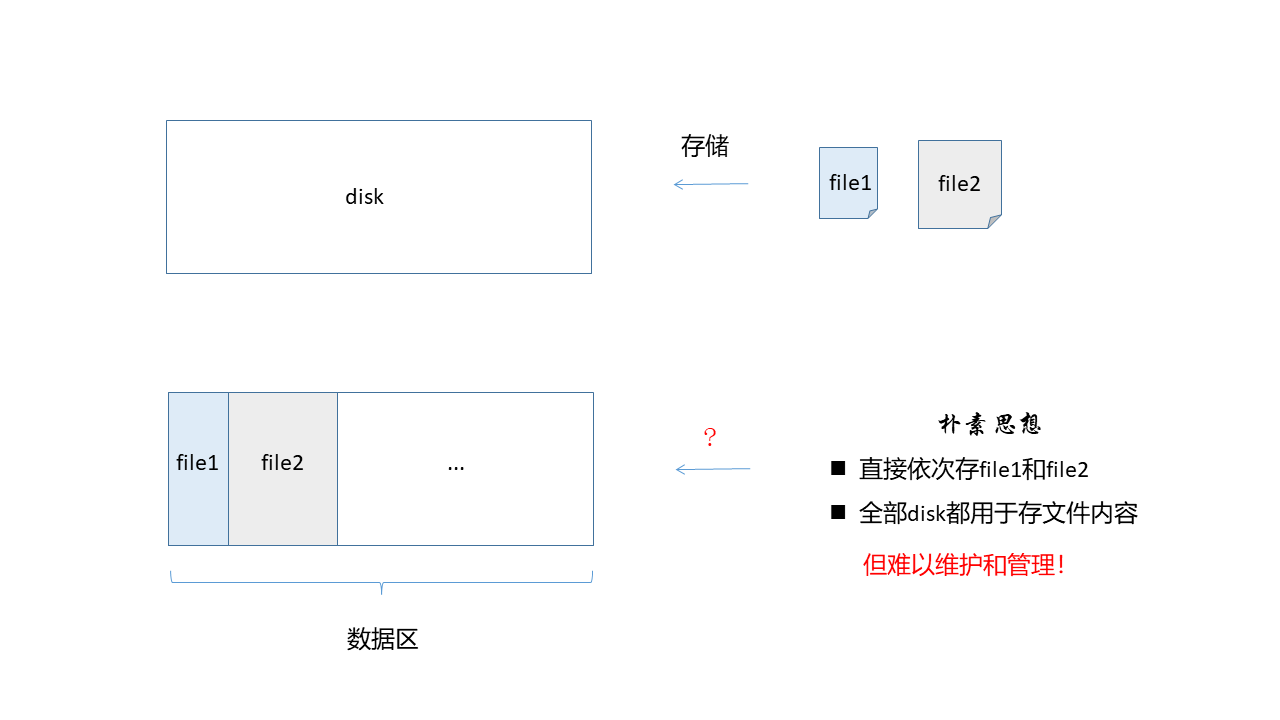 disk
存储
file1
file2
file1
file2
...
?
朴素思想
■ 直接依次存file1和file2
■ 全部disk都用于存文件内容
但难以维护和管理！
数据区